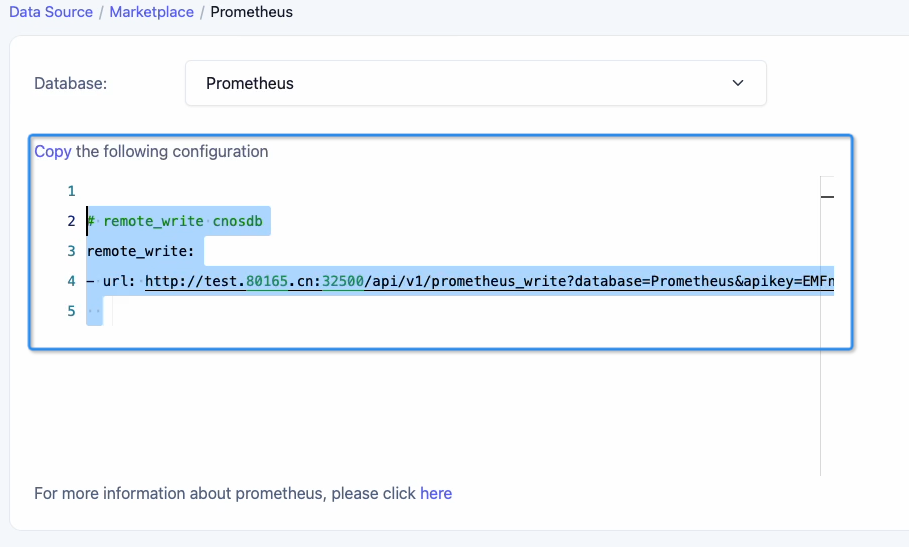 Data Source / Marketplace / Prometheus
Database: Prometheus
Copy the following configuration
1
2 # remote_write cnosdb
3 remote_write:
4 - url: http://test.80165.cn:32500/api/v1/prometheus_write?database=Prometheus&apikey=EMFn
5
For more information about prometheus, please click here